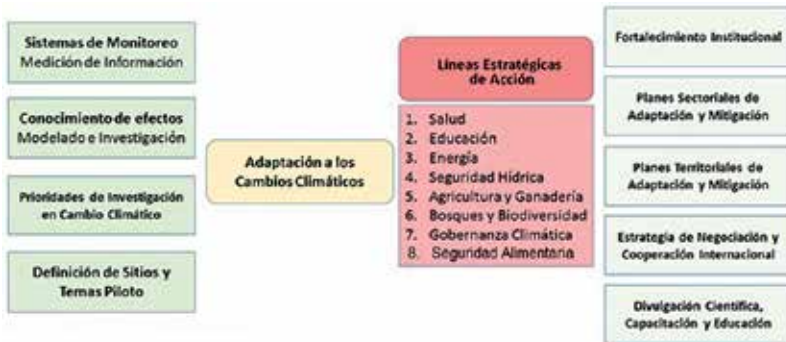 Sistemas de Monitoreo
Medición de Información
Conocimiento de efectos
Modelado e Investigación
Prioridades de Investigación
en Cambio Climático
Definición de Sitios y
Temas Piloto
Adaptación a los
Cambios Climáticos
Líneas Estratégicas
de Acción
1. Salud
2. Educación
3. Energía
4. Seguridad Hídrica
5. Agricultura y Ganadería
6. Bosques y Biodiversidad
7. Gobernanza Climática
8. Seguridad Alimentaria
Fortalecimiento Institucional
Planes Sectoriales de
Adaptación y Mitigación
Planes Territoriales de
Adaptación y Mitigación
Estrategia de Negociación y
Cooperación Internacional
Divulgación Científica,
Capacitación y Educación